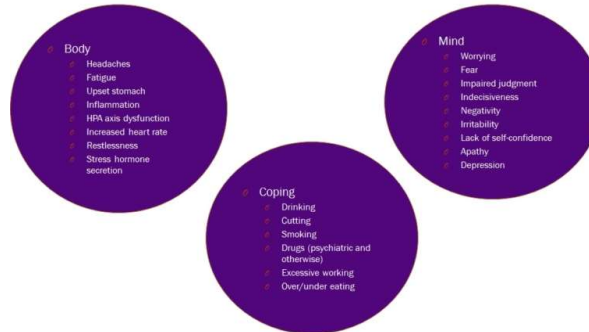 Body
Headaches
Fatigue
Upset stomach
Inflammation
HPA axis dysfunction
Increased heart rate
Restlessness
Stress hormone
secretion
Mind
Worrying
Fear
Impaired judgment
Indecisiveness
Negativity
Irritability
Lack of self-confidence
Apathy
Depression
Coping
Drinking
Cutting
Smoking
Drugs (psychiatric and
otherwise)
Excessive working
Over/under eating